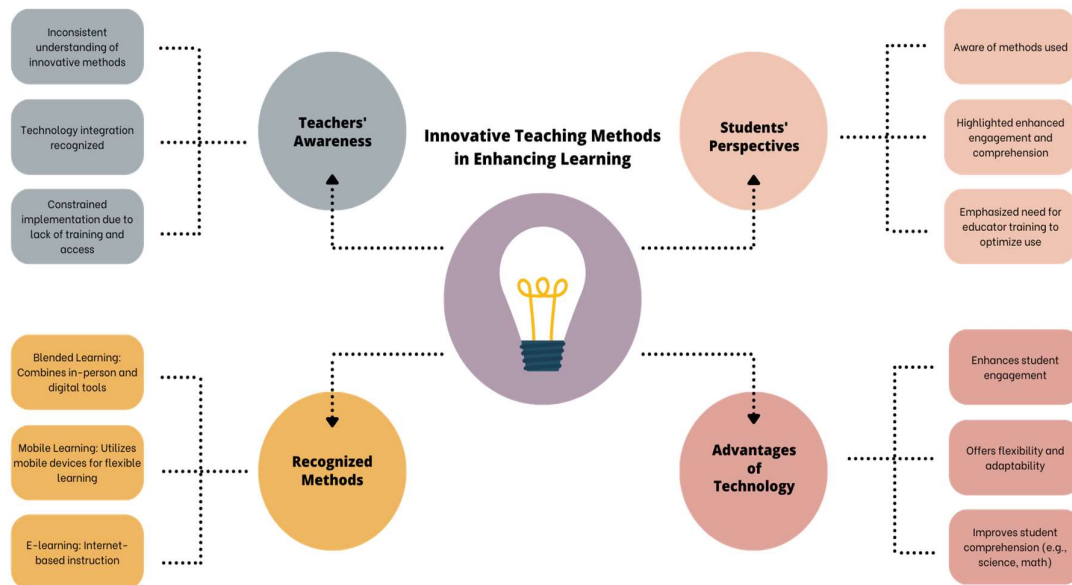 Innovative Teaching Methods
in Enhancing Learning
Teachers'
Awareness
Inconsistent
understanding of
innovative methods
Technology integration
recognized
Constrained
implementation due to
lack of training and
access
Students'
Perspectives
Aware of methods used
Highlighted enhanced
engagement and
comprehension
Emphasized need for
educator training to
optimize use
Recognized
Methods
Blended Learning:
Combines in-person and
digital tools
Mobile Learning: Utilizes
mobile devices for flexible
learning
E-learning: Internet-
based instruction
Advantages
of
Technology
Enhances student
engagement
Offers flexibility and
adaptability
Improves student
comprehension (e.g.,
science, math)